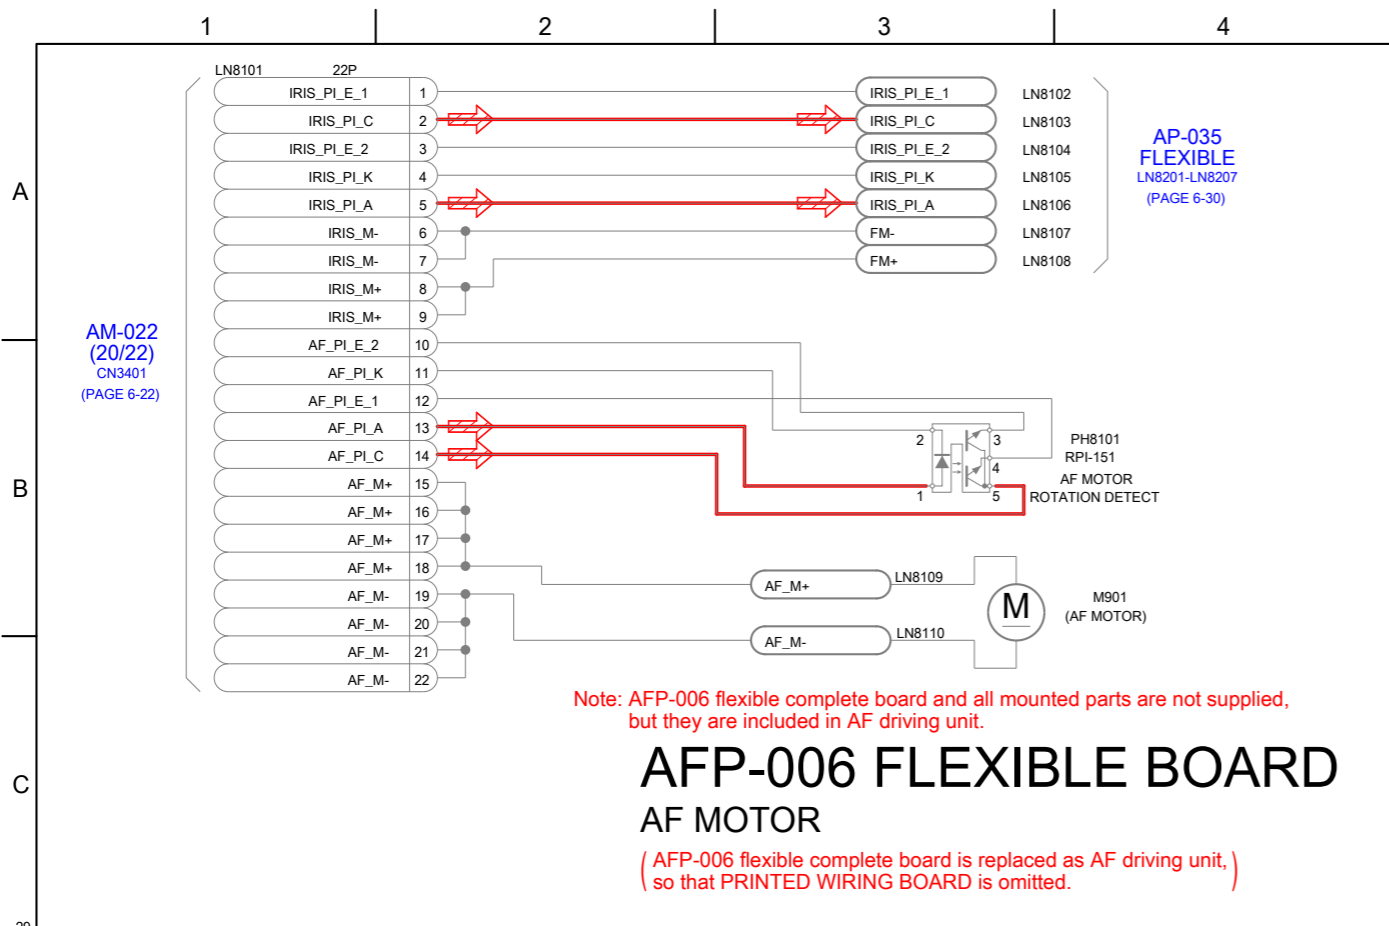 1 2 3 4
LN8101 22P
IRIS_PI_E_1 1 IRIS_PI_E_1 LN8102
IRIS_PI_C 2 IRIS_PI_C LN8103
IRIS_PI_E_2 3 IRIS_PI_E_2 LN8104
IRIS_PI_K 4 IRIS_PI_K LN8105
IRIS_PI_A 5 IRIS_PI_A LN8106
IRIS_M- 6 FM- LN8107
IRIS_M- 7 FM+ LN8108
IRIS_M+ 8
IRIS_M+ 9
AF_PI_E_2 10
AF_PI_K 11
AF_PI_E_1 12
AF_PI_A 13
AF_PI_C 14
AF_M+ 15
AF_M+ 16
AF_M+ 17
AF_M+ 18
AF_M- 19
AF_M- 20
AF_M- 21
AF_M- 22
A
B
C
AM-022
(20/22)
CN3401
(PAGE 6-22)
AP-035
FLEXIBLE
LN8201-LN8207
(PAGE 6-30)
2 3
4
1 5
PH8101
RPI-151
AF MOTOR
ROTATION DETECT
AF_M+ LN8109
AF_M- LN8110
M
M901
(AF MOTOR)
Note: AFP-006 flexible complete board and all mounted parts are not supplied,
but they are included in AF driving unit.
AFP-006 FLEXIBLE BOARD
AF MOTOR
( AFP-006 flexible complete board is replaced as AF driving unit,
so that PRINTED WIRING BOARD is omitted. )